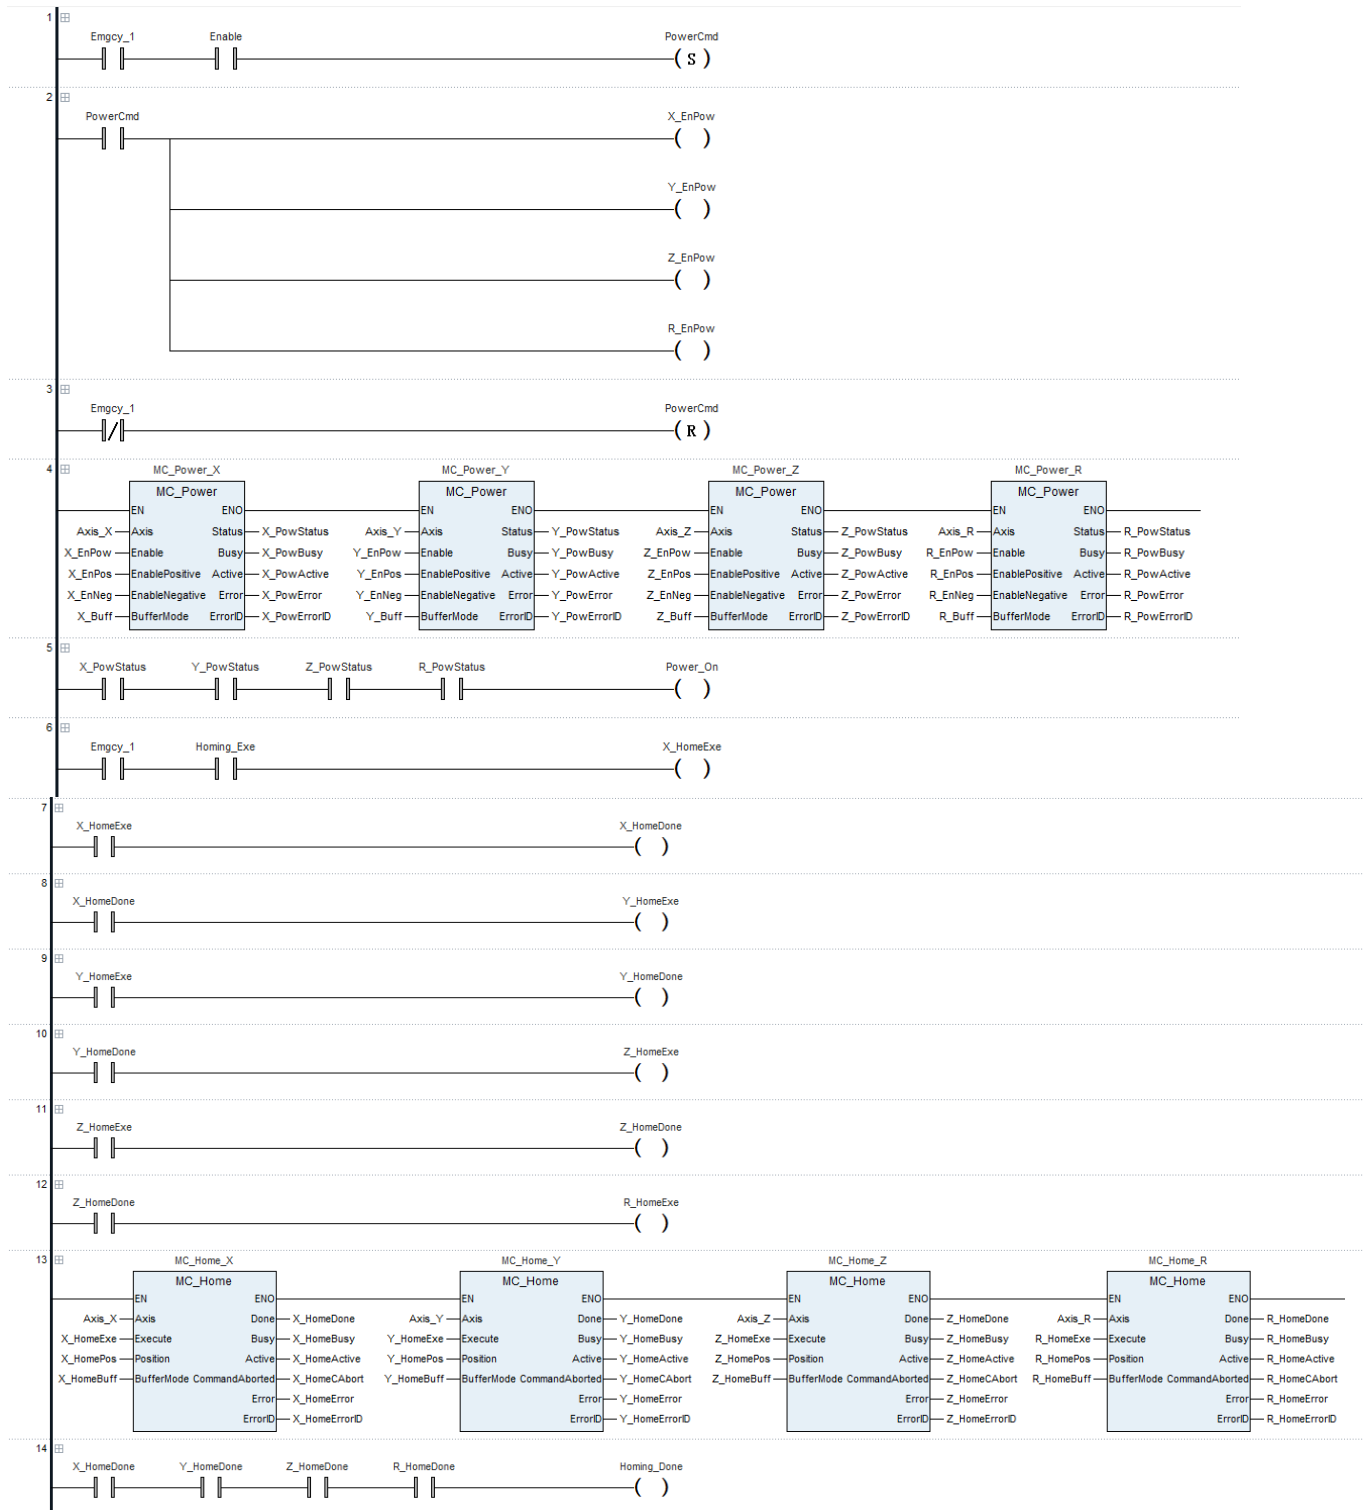 1
Emgcy_1 Enable PowerCmd
S
2
PowerCmd X_EnPow
Y_EnPow
Z_EnPow
R_EnPow
3
Emgcy_1 PowerCmd
R
4 MC_Power_X MC_Power_Y MC_Power_Z MC_Power_R
MC_Power MC_Power MC_Power MC_Power
EN ENO EN ENO EN ENO EN ENO
Axis_X Axis Status X_PowStatus Axis_Y Axis Status Y_PowStatus Axis_Z Axis Status Z_PowStatus Axis_R Axis Status R_PowStatus
X_EnPow Enable Busy X_PowBusy Y_EnPow Enable Busy Y_PowBusy Z_EnPow Enable Busy Z_PowBusy R_EnPow Enable Busy R_PowBusy
X_EnPos EnablePositive Active X_PowActive Y_EnPos EnablePositive Active Y_PowActive Z_EnPos EnablePositive Active Z_PowActive R_EnPos EnablePositive Active R_PowActive
X_EnNeg EnableNegative Error X_PowError Y_EnNeg EnableNegative Error Y_PowError Z_EnNeg EnableNegative Error Z_PowError R_EnNeg EnableNegative Error R_PowError
X_Buff BufferMode ErrorID X_PowErrorID Y_Buff BufferMode ErrorID Y_PowErrorID Z_Buff BufferMode ErrorID Z_PowErrorID R_Buff BufferMode ErrorID R_PowErrorID
5
X_PowStatus Y_PowStatus Z_PowStatus R_PowStatus Power_On
6
Emgcy_1 Homing_Exe X_HomeExe
7
X_HomeExe X_HomeDone
8
X_HomeDone Y_HomeExe
9
Y_HomeExe Y_HomeDone
10
Y_HomeDone Z_HomeExe
11
Z_HomeExe Z_HomeDone
12
Z_HomeDone R_HomeExe
13 MC_Home_X MC_Home_Y MC_Home_Z MC_Home_R
MC_Home MC_Home MC_Home MC_Home
EN ENO EN ENO EN ENO EN ENO
Axis_X Axis Done X_HomeDone Axis_Y Axis Done Y_HomeDone Axis_Z Axis Done Z_HomeDone Axis_R Axis Done R_HomeDone
X_HomeExe Execute Busy X_HomeBusy Y_HomeExe Execute Busy Y_HomeBusy Z_HomeExe Execute Busy Z_HomeBusy R_HomeExe Execute Busy R_HomeBusy
X_HomePos Position Active X_HomeActive Y_HomePos Position Active Y_HomeActive Z_HomePos Position Active Z_HomeActive R_HomePos Position Active R_HomeActive
X_HomeBuff BufferMode CommandAborted X_HomeCAbort Y_HomeBuff BufferMode CommandAborted Y_HomeCAbort Z_HomeBuff BufferMode CommandAborted Z_HomeCAbort R_HomeBuff BufferMode CommandAborted R_HomeCAbort
Error X_HomeError Error Y_HomeError Error Z_HomeError Error R_HomeError
ErrorID X_HomeErrorID ErrorID Y_HomeErrorID ErrorID Z_HomeErrorID ErrorID R_HomeErrorID
14
X_HomeDone Y_HomeDone Z_HomeDone R_HomeDone Homing_Done